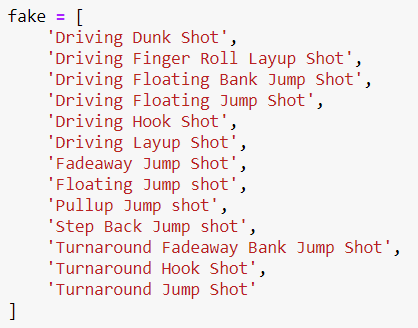 fake = [
    'Driving Dunk Shot',
    'Driving Finger Roll Layup Shot',
    'Driving Floating Bank Jump Shot',
    'Driving Floating Jump Shot',
    'Driving Hook Shot',
    'Driving Layup Shot',
    'Fadeaway Jump Shot',
    'Floating Jump shot',
    'Pullup Jump shot',
    'Step Back Jump shot',
    'Turnaround Fadeaway Bank Jump Shot',
    'Turnaround Hook Shot',
    'Turnaround Jump Shot'
]